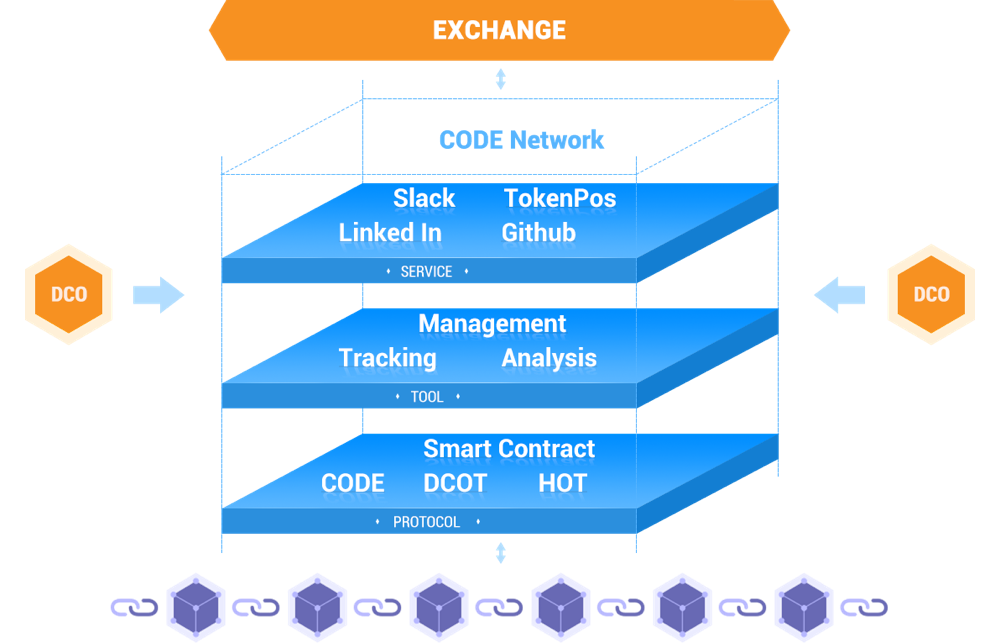 EXCHANGE
CODE Network
Slack TokenPos
Linked In Github
SERVICE
DCO
DCO
Management
Tracking Analysis
TOOL
Smart Contract
CODE DCOT HOT
PROTOCOL